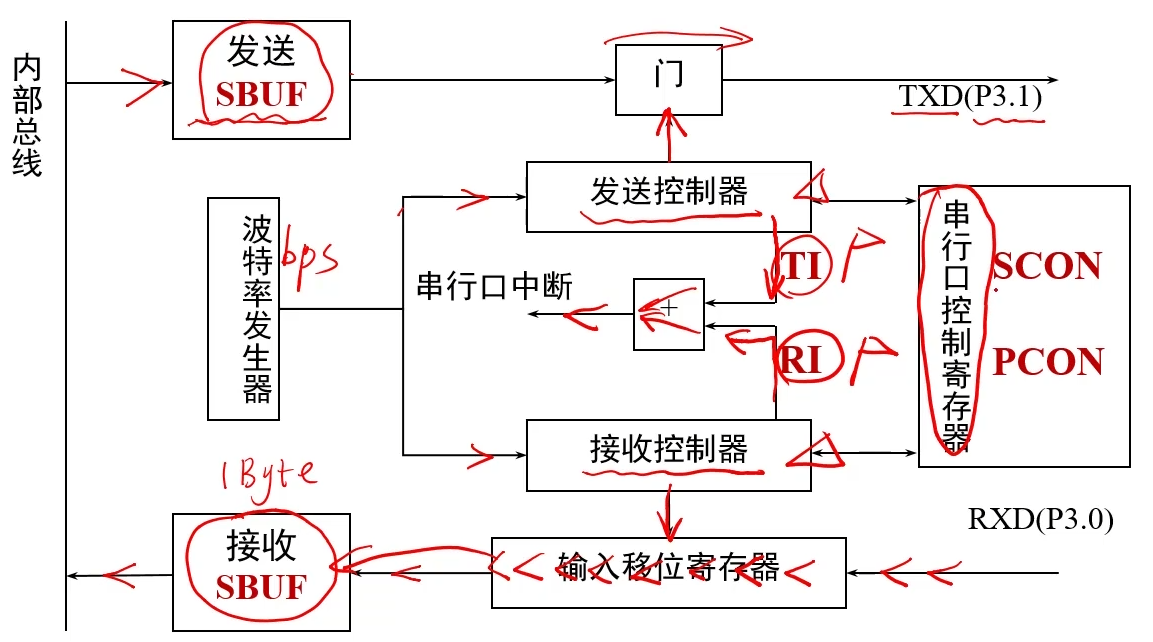 内部总线
发送
SBUF
门
TXD(P3.1)
发送控制器
波特率发生器
bps
串行口中断
+
TI
RI
串行口控制寄存器
SCON
PCON
接收控制器
1Byte
接收
SBUF
输入移位寄存器
RXD(P3.0)